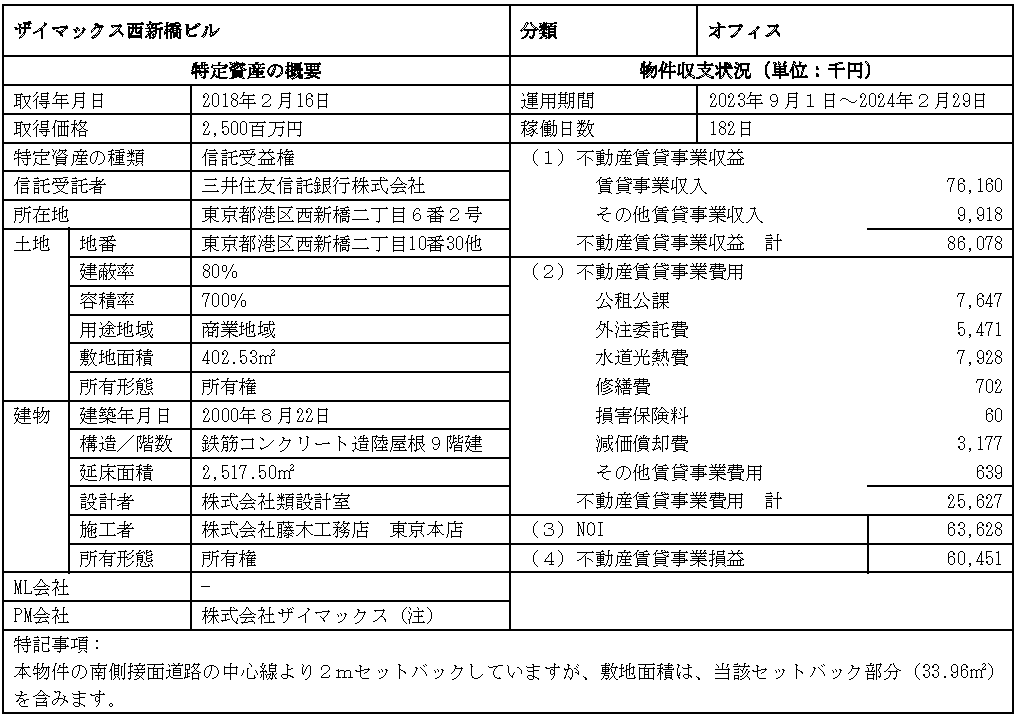 ザイマックス西新橋ビル 分類 オフィス
特定資産の概要 物件収支状況（単位：千円）
取得年月日 2018年２月16日 運用期間 2023年９月１日～2024年２月29日
取得価格 2,500百万円 稼働日数 182日
特定資産の種類 信託受益権 （１）不動産賃貸事業収益
信託受託者 三井住友信託銀行株式会社 賃貸事業収入 76,160
所在地 東京都港区西新橋二丁目６番２号 その他賃貸事業収入 9,918
土地 地番 東京都港区西新橋二丁目10番30他 不動産賃貸事業収益　計 86,078
建蔽率 80% （２）不動産賃貸事業費用
容積率 700% 公租公課 7,647
用途地域 商業地域 外注委託費 5,471
敷地面積 402.53㎡ 水道光熱費 7,928
所有形態 所有権 修繕費 702
建物 建築年月日 2000年８月22日 損害保険料 60
構造／階数 鉄筋コンクリート造陸屋根９階建 減価償却費 3,177
延床面積 2,517.50㎡ その他賃貸事業費用 639
設計者 株式会社類設計室 不動産賃貸事業費用　計 25,627
施工者 株式会社藤木工務店　東京本店 （３）NOI 63,628
所有形態 所有権 （４）不動産賃貸事業損益 60,451
ML会社 －
PM会社 株式会社ザイマックス（注）
特記事項：
本物件の南側接面道路の中心線より２ｍセットバックしていますが、敷地面積は、当該セットバック部分（33.96㎡）
を含みます。